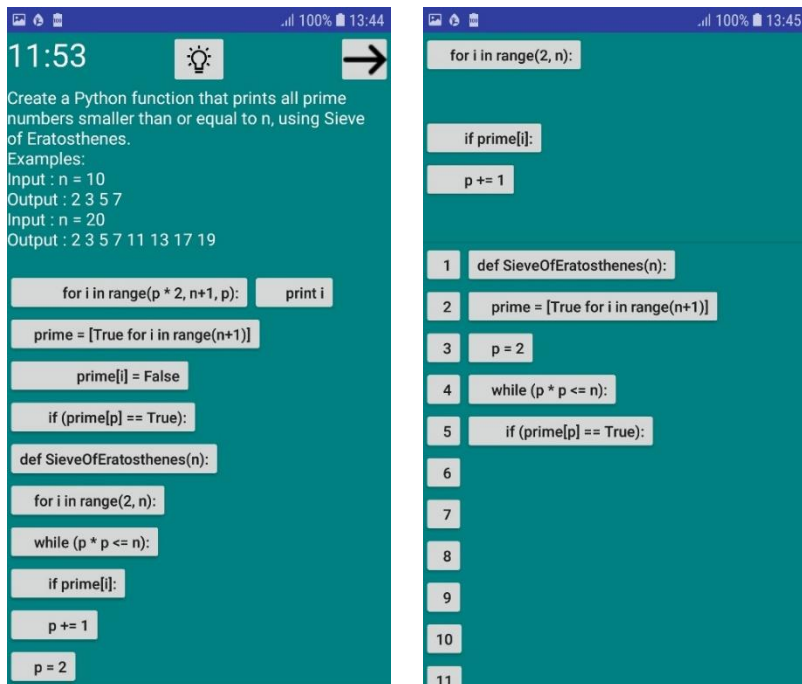 .ıl 100% 13:44
11:53
Create a Python function that prints all prime
numbers smaller than or equal to n, using Sieve
of Eratosthenes.
Examples:
Input : n = 10
Output : 2 3 5 7
Input : n = 20
Output : 2 3 5 7 11 13 17 19
for i in range(p * 2, n+1, p): print i
prime = [True for i in range(n+1)]
prime[i] = False
if (prime[p] == True):
def SieveOfEratosthenes(n):
for i in range(2, n):
while (p * p <= n):
if prime[i]:
p += 1
p = 2
.ıl 100% 13:45
for i in range(2, n):
if prime[i]:
p += 1
1 def SieveOfEratosthenes(n):
2 prime = [True for i in range(n+1)]
3 p = 2
4 while (p * p <= n):
5 if (prime[p] == True):
6
7
8
9
10
11